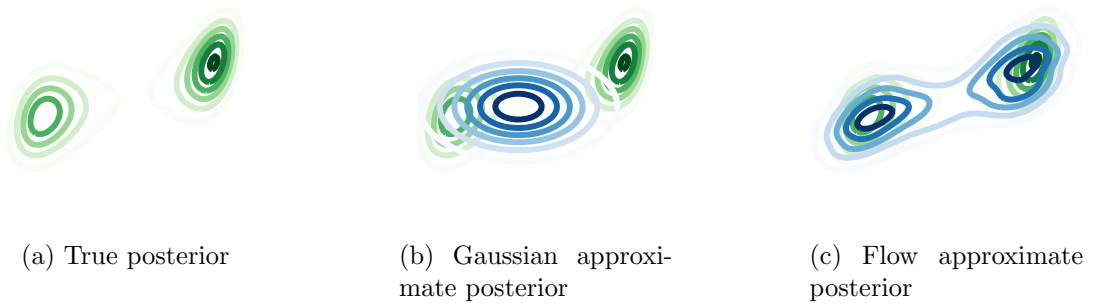 (a) True posterior
(b) Gaussian approxi-
mate posterior
(c) Flow approximate
posterior